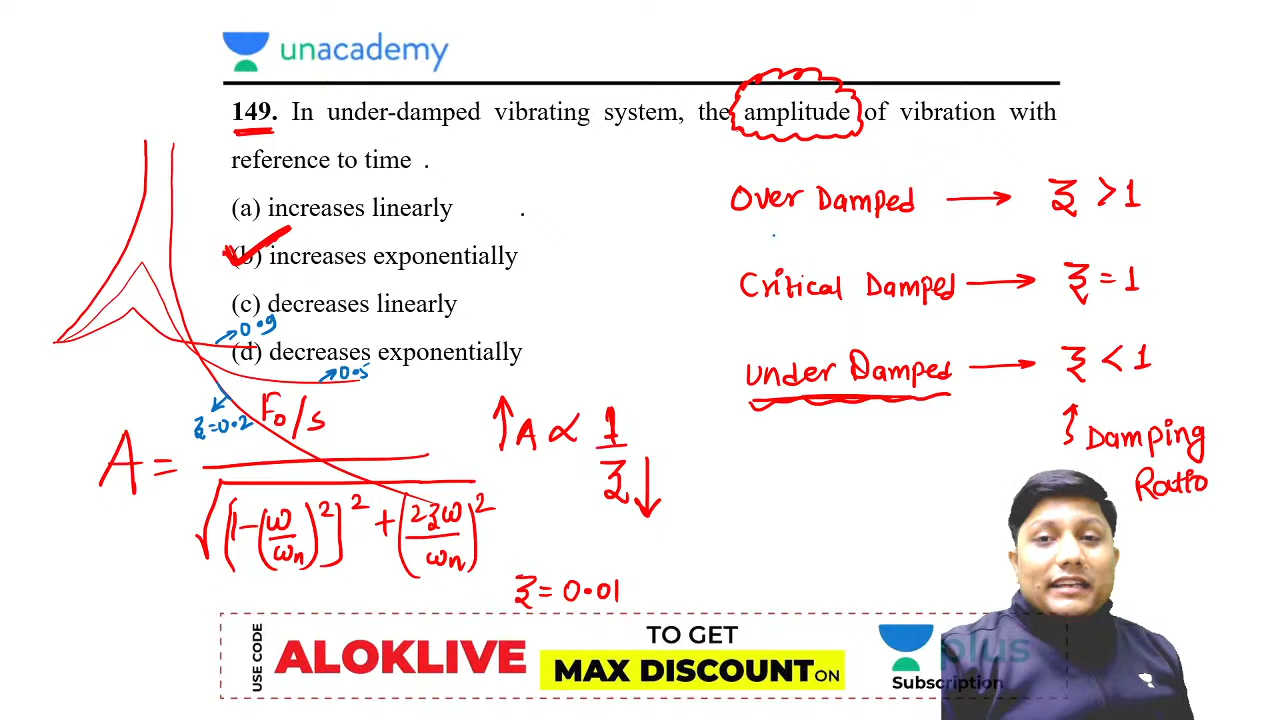 unacademy
149. In under-damped vibrating system, the amplitude of vibration with
reference to time .
(a) increases linearly .
(b) increases exponentially
(c) decreases linearly
(d) decreases exponentially
Over Damped → ξ > 1
Critical Damped → ξ = 1
Under Damped → ξ < 1
↑ Damping
Ratio
0.9
0.5
ξ=0.2
A = F₀/s / √[1-(ω/ωn)²]² + (2ξω/ωn)²
↑ A ∝ 1/ξ ↓
ξ = 0.01
USE CODE
ALOKLIVE
TO GET
MAX DISCOUNT ON
plus
Subscription